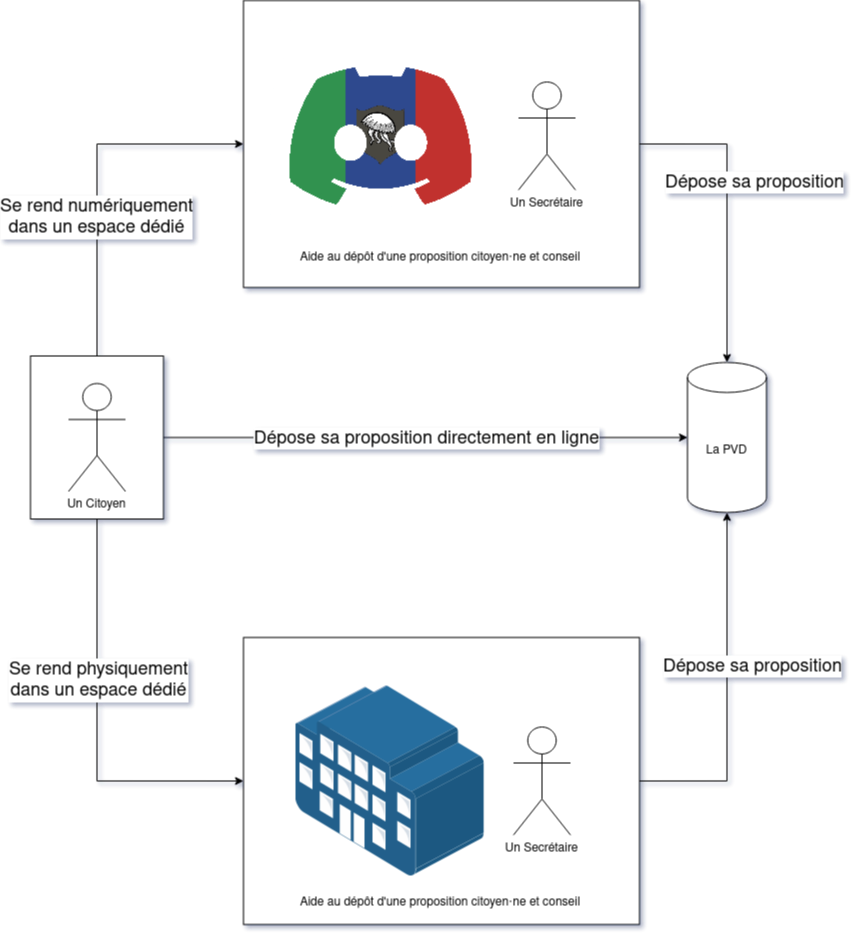 Un Secrétaire
Aide au dépôt d'une proposition citoyen·ne et conseil
Dépose sa proposition
Se rend numériquement
dans un espace dédié
Un Citoyen
Dépose sa proposition directement en ligne
La PVD
Se rend physiquement
dans un espace dédié
Dépose sa proposition
Un Secrétaire
Aide au dépôt d'une proposition citoyen·ne et conseil